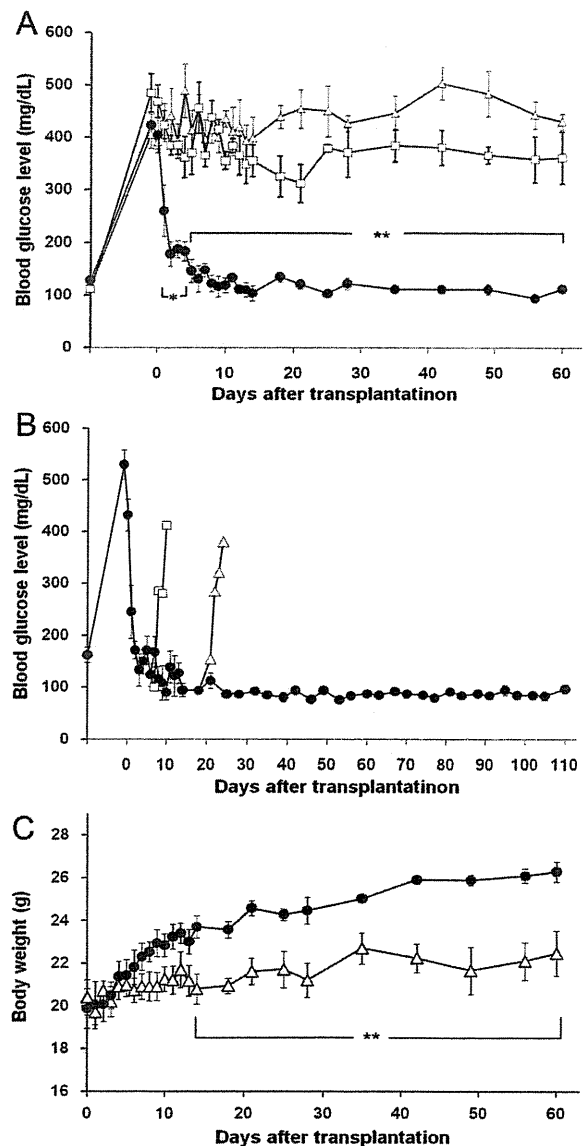 A
600
500
400
300
200
100
0
Blood glucose level (mg/dL)
**
*
0 10 20 30 40 50 60
Days after transplantatinon
B
600
500
400
300
200
100
0
Blood glucose level (mg/dL)
0 10 20 30 40 50 60 70 80 90 100 110
Days after transplantatinon
C
28
26
24
22
20
18
16
Body weight (g)
**
0 10 20 30 40 50 60
Days after transplantation